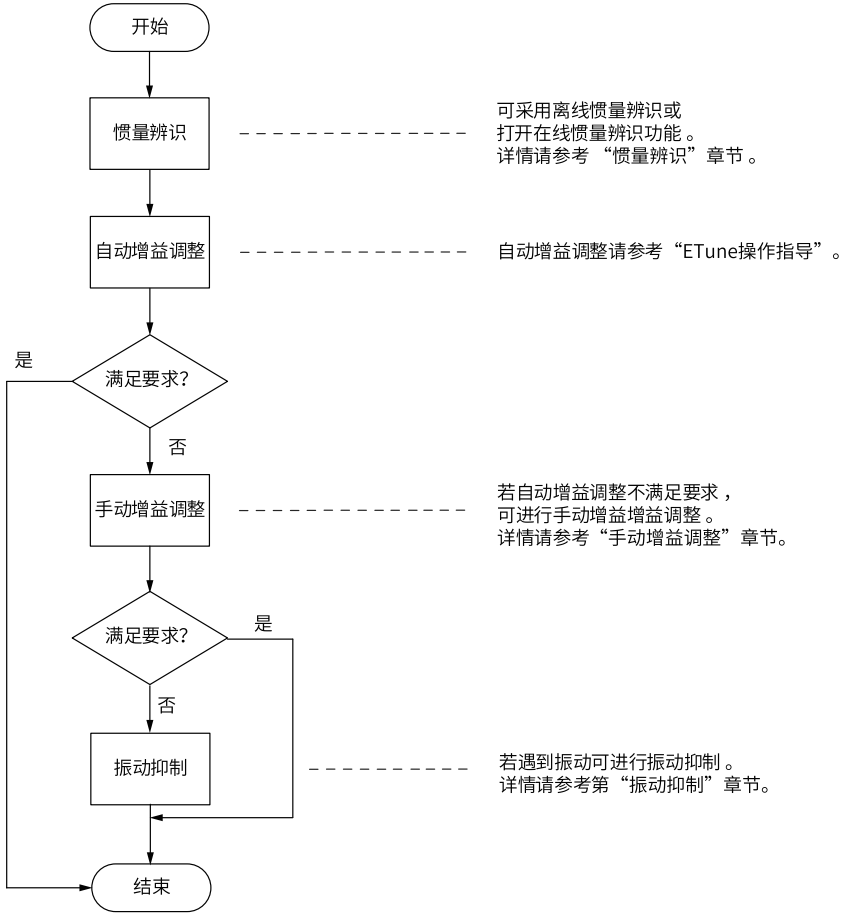 开始
惯量辨识
可采用离线惯量辨识或
打开在线惯量辨识功能。
详情请参考“惯量辨识”章节。
自动增益调整
自动增益调整请参考“ETune操作指导”。
是
满足要求？
否
手动增益调整
若自动增益调整不满足要求，
可进行手动增益增益调整。
详情请参考“手动增益调整”章节。
满足要求？
是
否
振动抑制
若遇到振动可进行振动抑制。
详情请参考第“振动抑制”章节。
结束